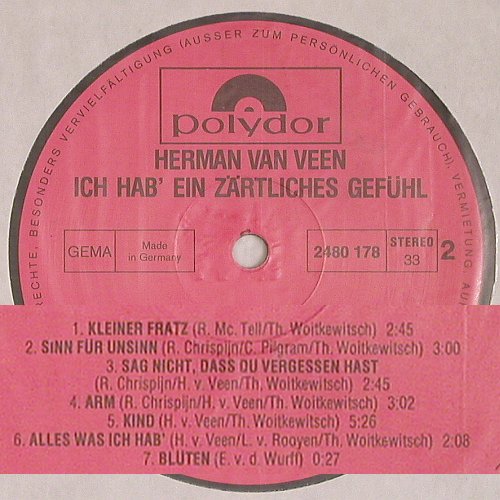 RECHTE, BESONDERS VERVIELFÄLTIGUNG (AUSSER ZUM PERSÖNLICHEN GEBRAUCH), VERMIETUNG
polydor
HERMAN VAN VEEN
ICH HAB' EIN ZÄRTLICHES GEFÜHL
GEMA
Made
in Germany
2480 178
STEREO
33
2
1. KLEINER FRATZ (R. Mc. Tell/Th. Woitkewitsch) 2:45
2. SINN FÜR UNSINN (R. Chrispijn/C. Pilgram/Th. Woitkewitsch) 3:00
3. SAG NICHT, DASS DU VERGESSEN HAST
(R. Chrispijn/H. v. Veen/Th. Woitkewitsch)
2:45
4. ARM (R. Chrispijn/H. v. Veen/Th. Woitkewitsch) 3:02
5. KIND (H. v. Veen/Th. Woitkewitsch) 5:26
6. ALLES WAS ICH HAB' (H. v. Veen/L. v. Rooyen/Th. Woitkewitsch) 2:08
7. BLÜTEN (E. v. d. Wurff) 0:27